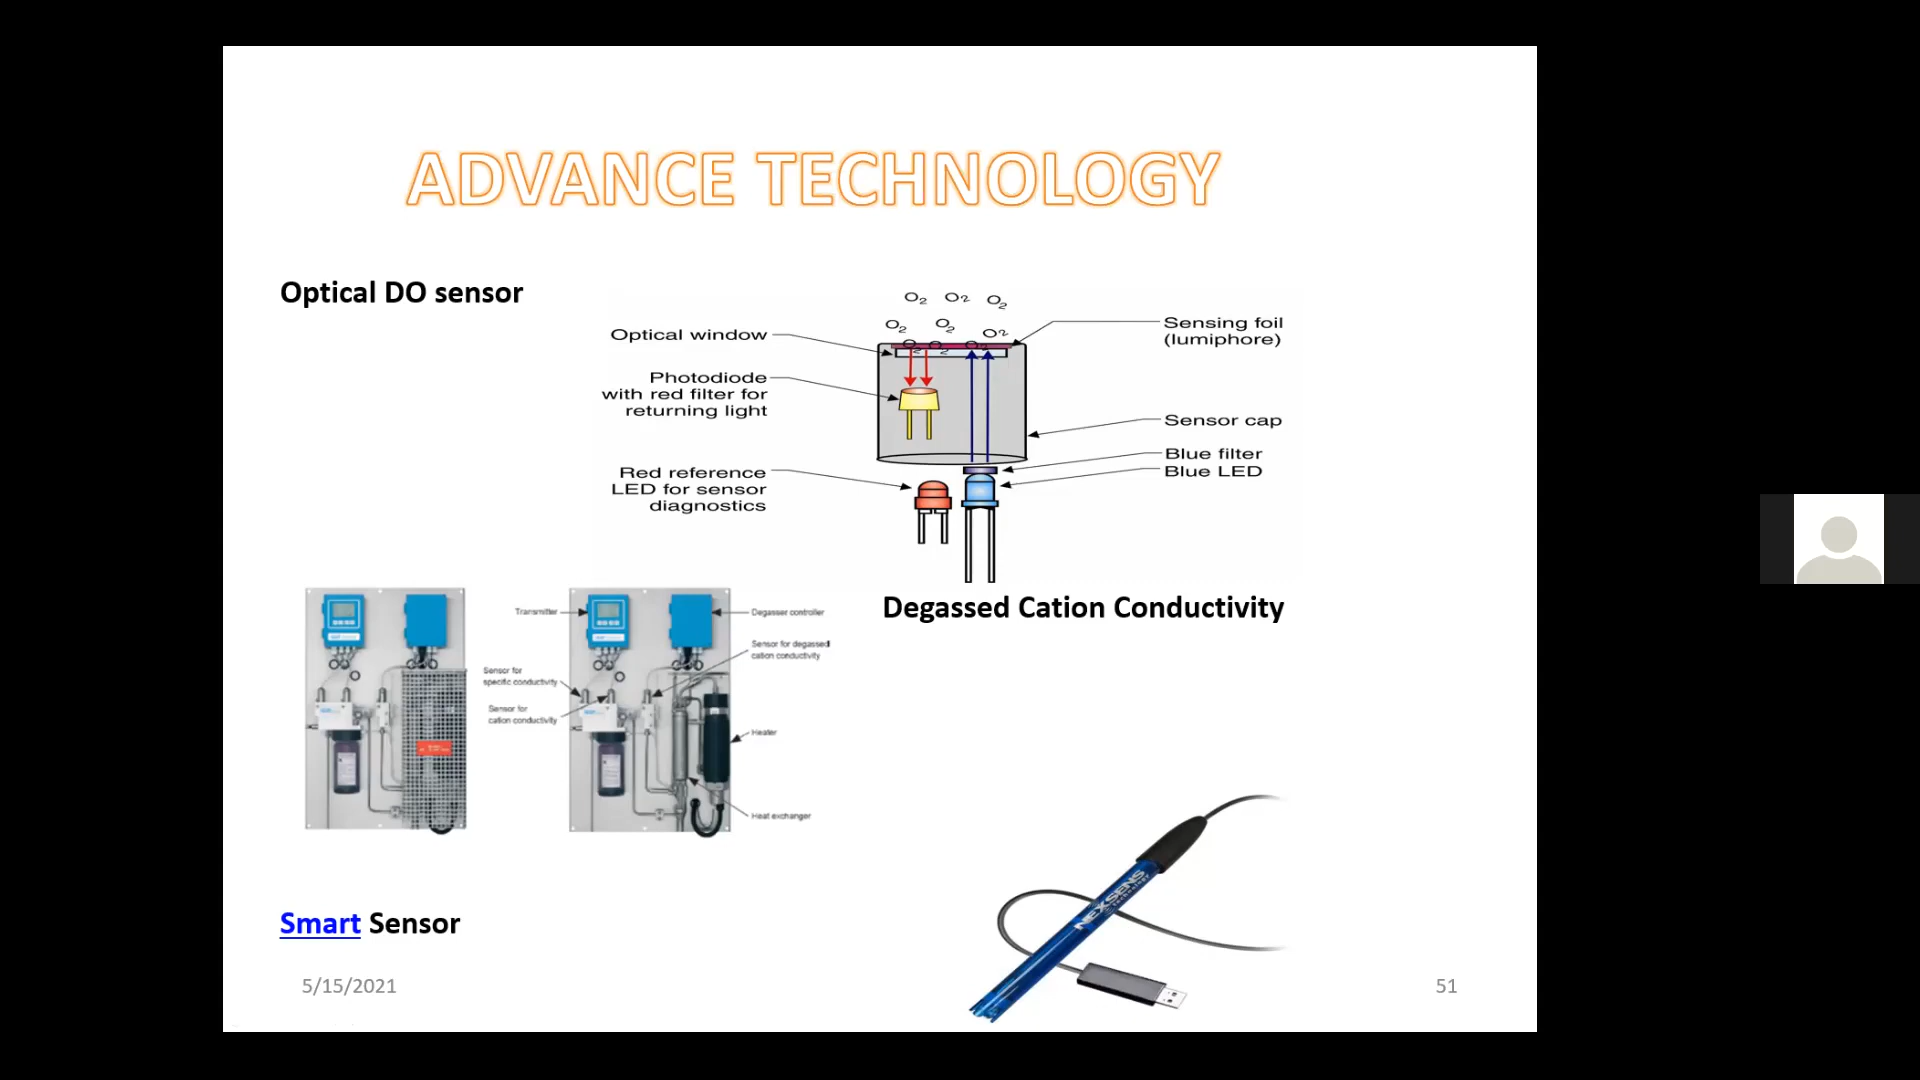 ADVANCE TECHNOLOGY
Optical DO sensor
O₂ O₂ O₂
O₂ O₂ O₂
Optical window
Photodiode
with red filter for
returning light
Red reference
LED for sensor
diagnostics
Sensing foil
(lumiphore)
Sensor cap
Blue filter
Blue LED
Degassed Cation Conductivity
Transmitter
Degasser controller
Sensor for degassed
cation conductivity
Sensor for
specific conductivity
Sensor for
cation conductivity
Heater
Heat exchanger
NEXSENS
Smart Sensor
5/15/2021
51